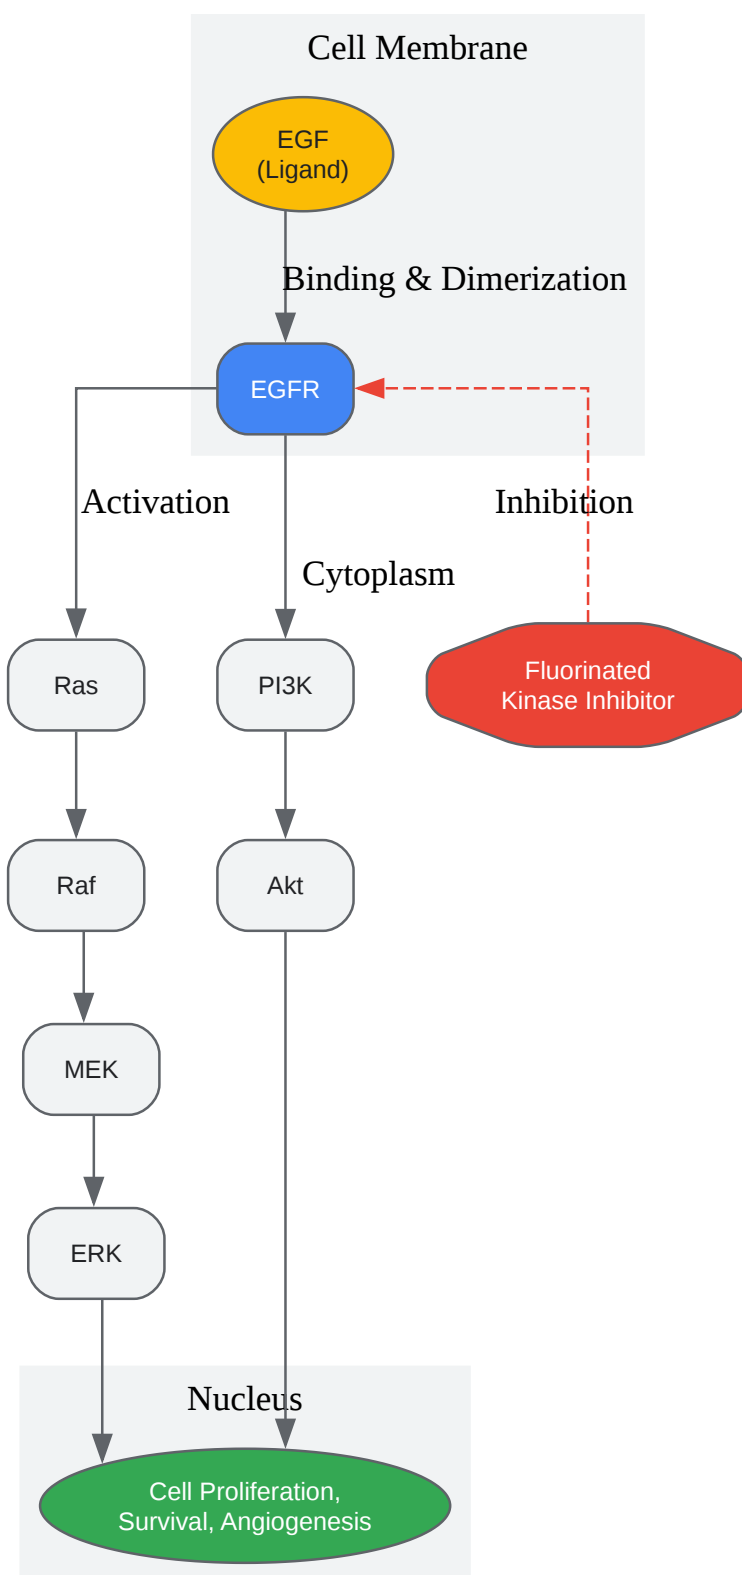 Cell Membrane
EGF
(Ligand)
Binding & Dimerization
EGFR
Activation
Inhibition
Cytoplasm
Ras
PI3K
Fluorinated
Kinase Inhibitor
Raf
Akt
MEK
ERK
Nucleus
Cell Proliferation,
Survival, Angiogenesis